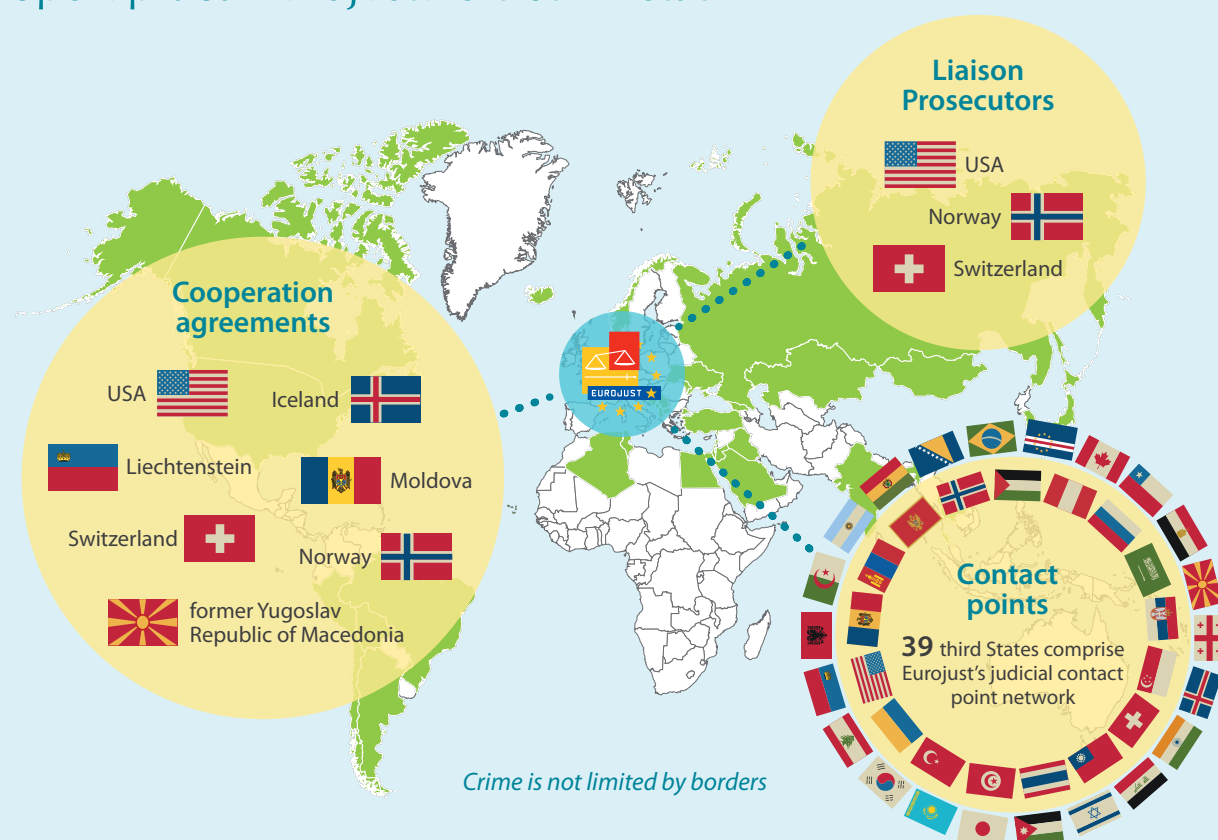 Liaison
Prosecutors
USA
Norway
Switzerland
Cooperation
agreements
USA
Iceland
Liechtenstein
Moldova
Switzerland
Norway
former Yugoslav
Republic of Macedonia
EUROJUST
Contact
points
39 third States comprise
Eurojust's judicial contact
point network
Crime is not limited by borders